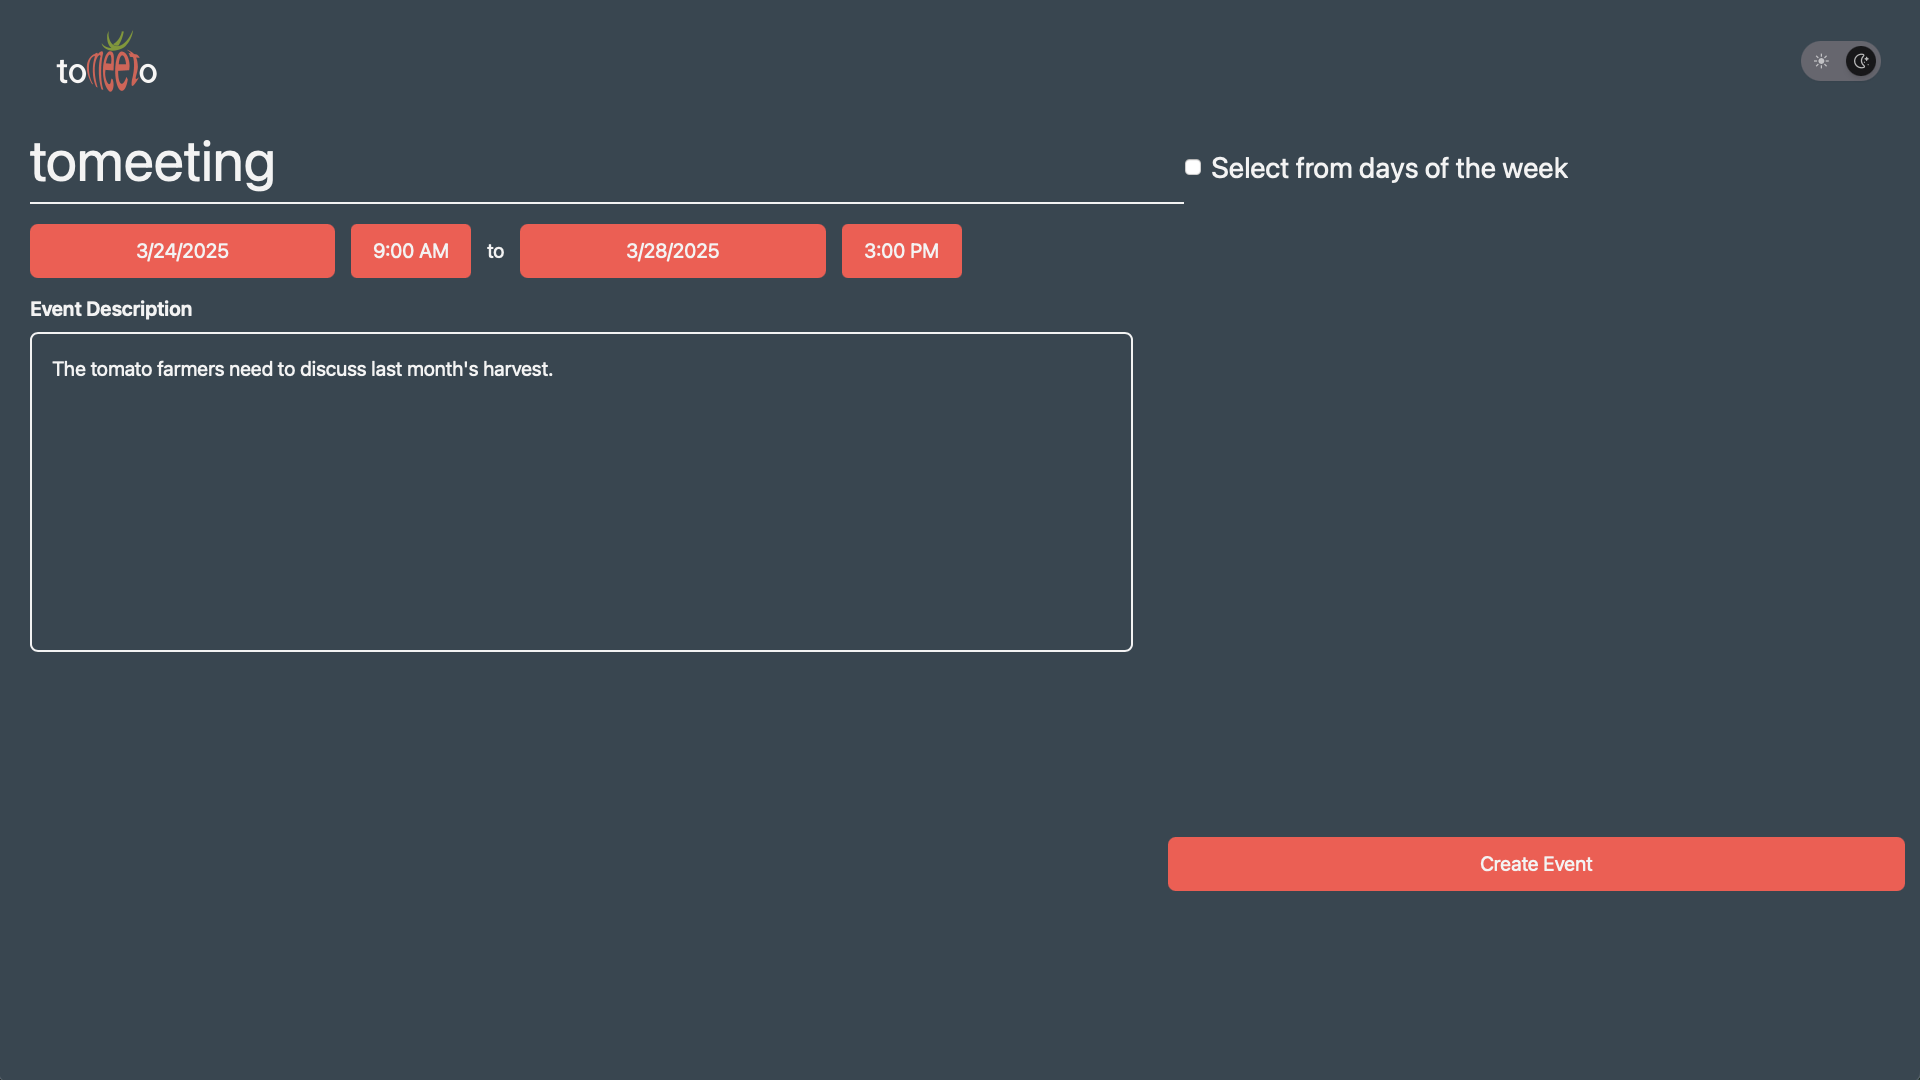 tomeeto
tomeeting
Select from days of the week
3/24/2025 9:00 AM to 3/28/2025 3:00 PM
Event Description
The tomato farmers need to discuss last month's harvest.
Create Event